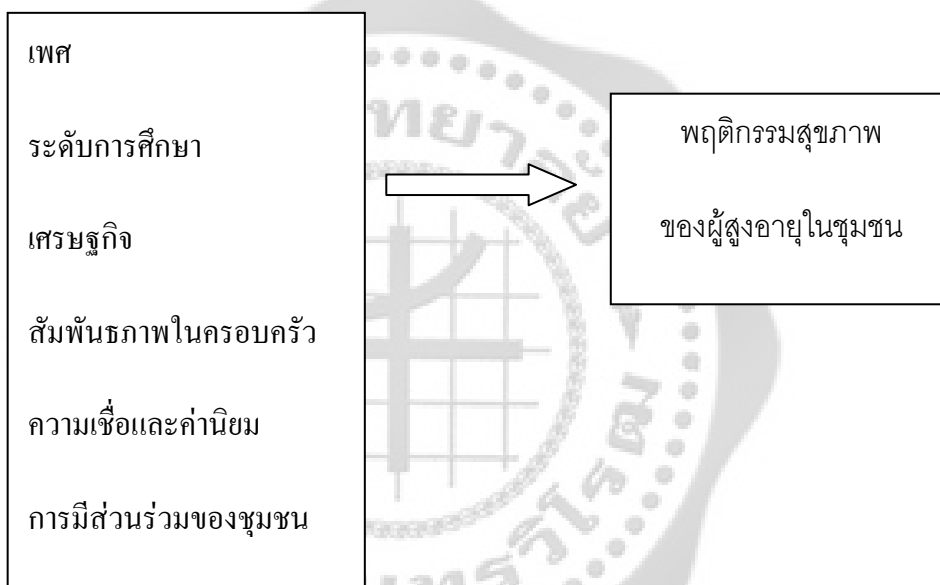 เพศ
ระดับการศึกษา
เศรษฐกิจ
สัมพันธภาพในครอบครัว
ความเชื่อและค่านิยม
การมีส่วนร่วมของชุมชน
พฤติกรรมสุขภาพ
ของผู้สูงอายุในชุมชน